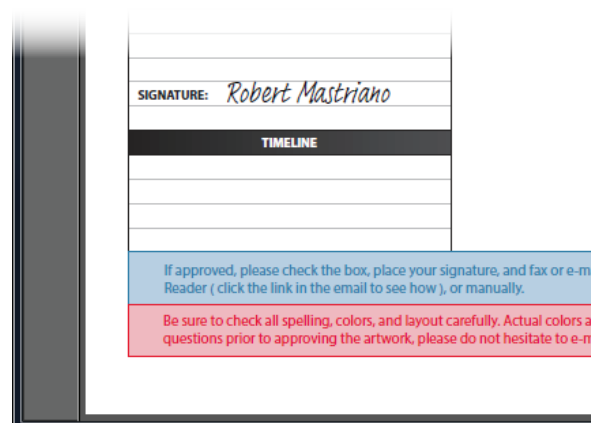 SIGNATURE: Robert Mastriano
TIMELINE
If approved, please check the box, place your signature, and fax or
Reader ( click the link in the email to see how ), or manually.
Be sure to check all spelling, colors, and layout carefully. Actual colors
questions prior to approving the artwork, please do not hesitate to